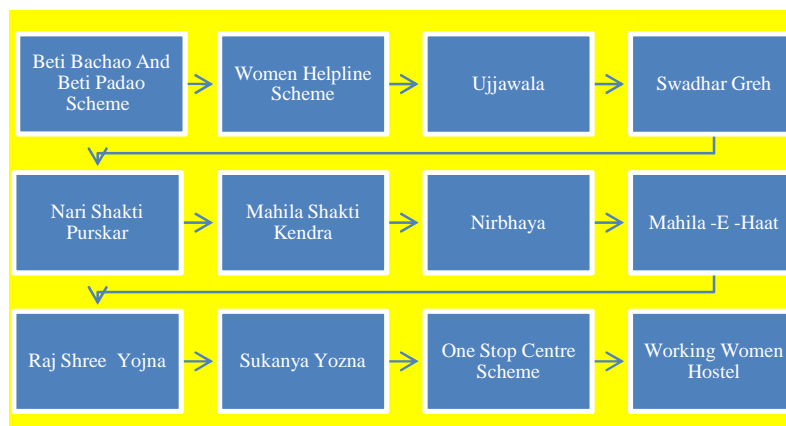 Beti Bachao And
Beti Padao
Scheme
Women Helpline
Scheme
Ujjawala
Swadhar Greh
Nari Shakti
Purskar
Mahila Shakti
Kendra
Nirbhaya
Mahila -E -Haat
Raj Shree  Yojna
Sukanya Yozna
One Stop Centre
Scheme
Working Women
Hostel